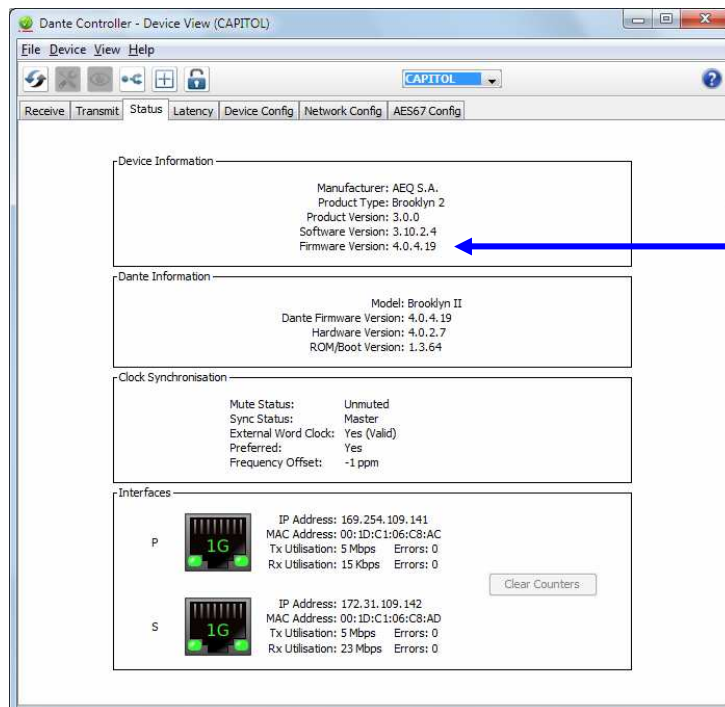 Dante Controller - Device View (CAPITOL)
File Device View Help
CAPITOL
Receive Transmit Status Latency Device Config Network Config AES67 Config
Device Information
Manufacturer: AEQ S.A.
Product Type: Brooklyn 2
Product Version: 3.0.0
Software Version: 3.10.2.4
Firmware Version: 4.0.4.19
Dante Information
Model: Brooklyn II
Dante Firmware Version: 4.0.4.19
Hardware Version: 4.0.2.7
ROM/Boot Version: 1.3.64
Clock Synchronisation
Mute Status: Unmuted
Sync Status: Master
External Word Clock: Yes (Valid)
Preferred: Yes
Frequency Offset: -1 ppm
Interfaces
P
1G
IP Address: 169.254.109.141
MAC Address: 00:1D:C1:06:C8:AC
Tx Utilisation: 5 Mbps Errors: 0
Rx Utilisation: 15 Kbps Errors: 0
Clear Counters
S
1G
IP Address: 172.31.109.142
MAC Address: 00:1D:C1:06:C8:AD
Tx Utilisation: 5 Mbps Errors: 0
Rx Utilisation: 23 Mbps Errors: 0